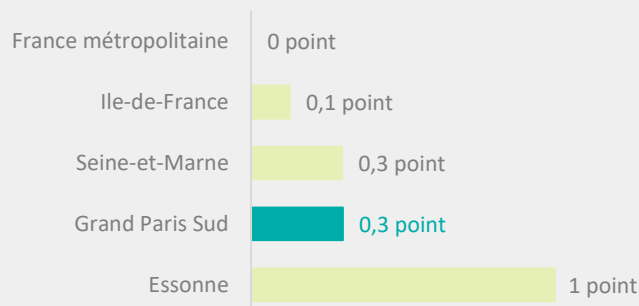 France métropolitaine 0 point
Ile-de-France 0,1 point
Seine-et-Marne 0,3 point
Grand Paris Sud 0,3 point
Essonne 1 point